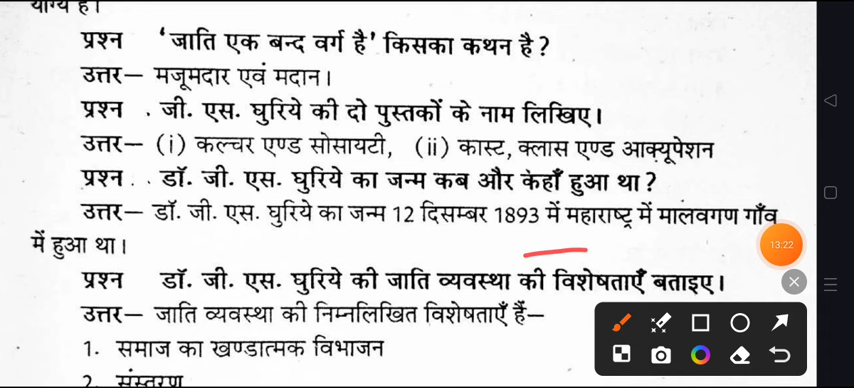 योग्य है।
प्रश्न 'जाति एक बन्द वर्ग है' किसका कथन है?
उत्तर— मजूमदार एवं मदान।
प्रश्न . जी. एस. घुरिये की दो पुस्तकों के नाम लिखिए।
उत्तर— (i) कल्चर एण्ड सोसायटी, (ii) कास्ट, क्लास एण्ड आक्यूपेशन
प्रश्न . . डॉ. जी. एस. घुरिये का जन्म कब और कहाँ हुआ था?
उत्तर— डॉ. जी. एस. घुरिये का जन्म 12 दिसम्बर 1893 में महाराष्ट्र में मालवगण गाँव
में हुआ था।
13:22
प्रश्न डॉ. जी. एस. घुरिये की जाति व्यवस्था की विशेषताएँ बताइए।
उत्तर— जाति व्यवस्था की निम्नलिखित विशेषताएँ हैं—
1. समाज का खण्डात्मक विभाजन
2. संस्तरण